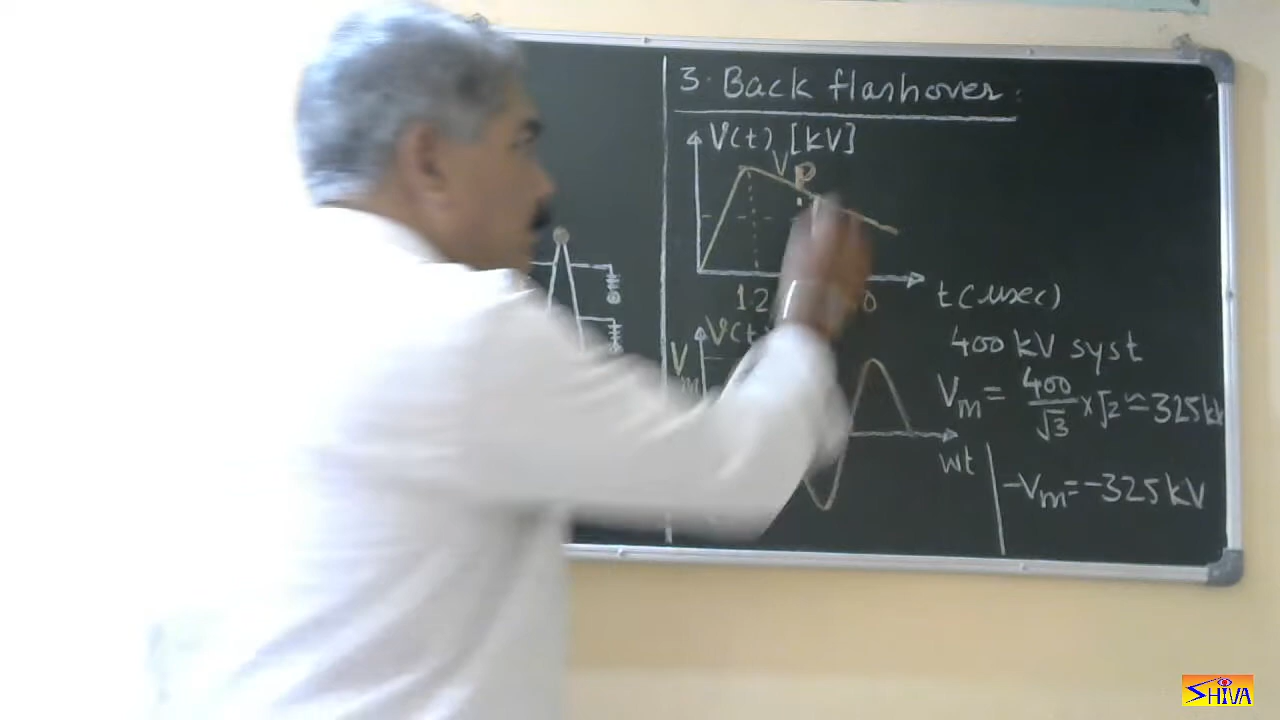 3. Back flashover:
V(t) [kV]
Vp
12
t(μsec)
V(t)
400 kV syst
Vm
Vm = 400/√3 × √2 ≃ 325 kV
wt
-Vm = -325 kV
SHIVA